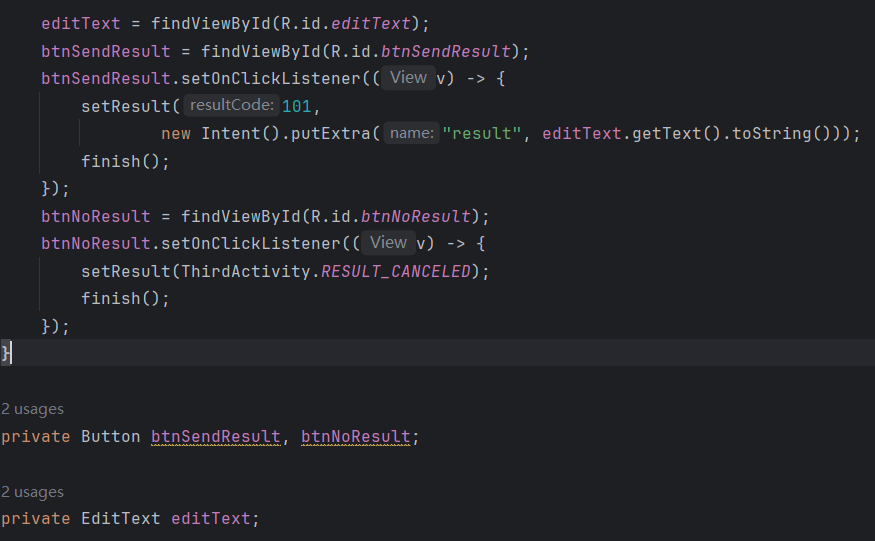 editText = findViewById(R.id.editText);
btnSendResult = findViewById(R.id.btnSendResult);
btnSendResult.setOnClickListener(( View v) -> {
setResult( resultCode: 101,
new Intent().putExtra( name: "result", editText.getText().toString()));
finish();
});
btnNoResult = findViewById(R.id.btnNoResult);
btnNoResult.setOnClickListener(( View v) -> {
setResult(ThirdActivity.RESULT_CANCELED);
finish();
});
}
2 usages
private Button btnSendResult, btnNoResult;
2 usages
private EditText editText;